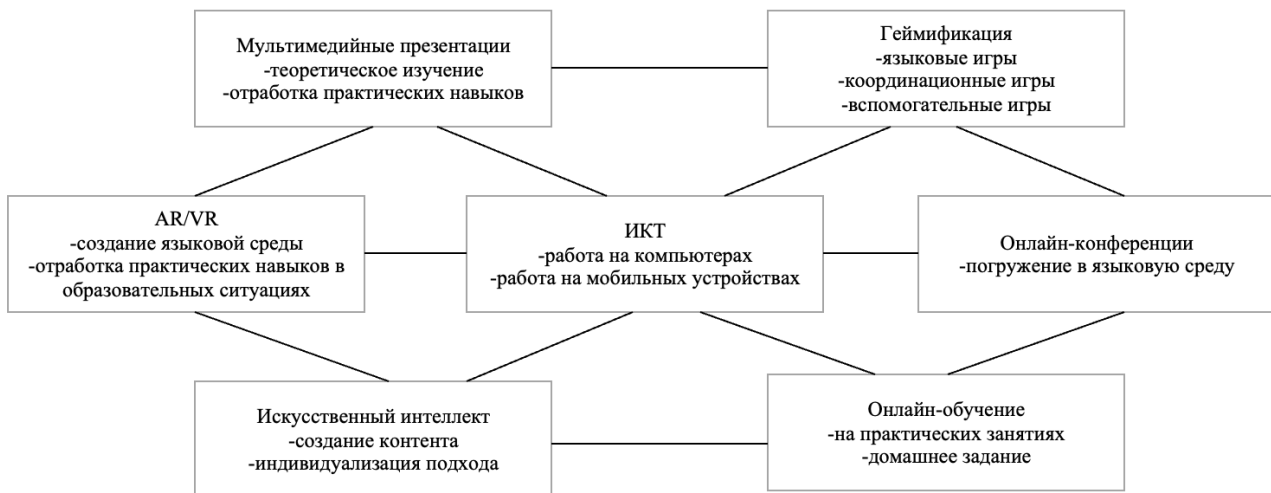 Мультимедийные презентации
-теоретическое изучение
-отработка практических навыков
Геймификация
-языковые игры
-координационные игры
-вспомогательные игры
AR/VR
-создание языковой среды
-отработка практических навыков в
образовательных ситуациях
ИКТ
-работа на компьютерах
-работа на мобильных устройствах
Онлайн-конференции
-погружение в языковую среду
Искусственный интеллект
-создание контента
-индивидуализация подхода
Онлайн-обучение
-на практических занятиях
-домашнее задание